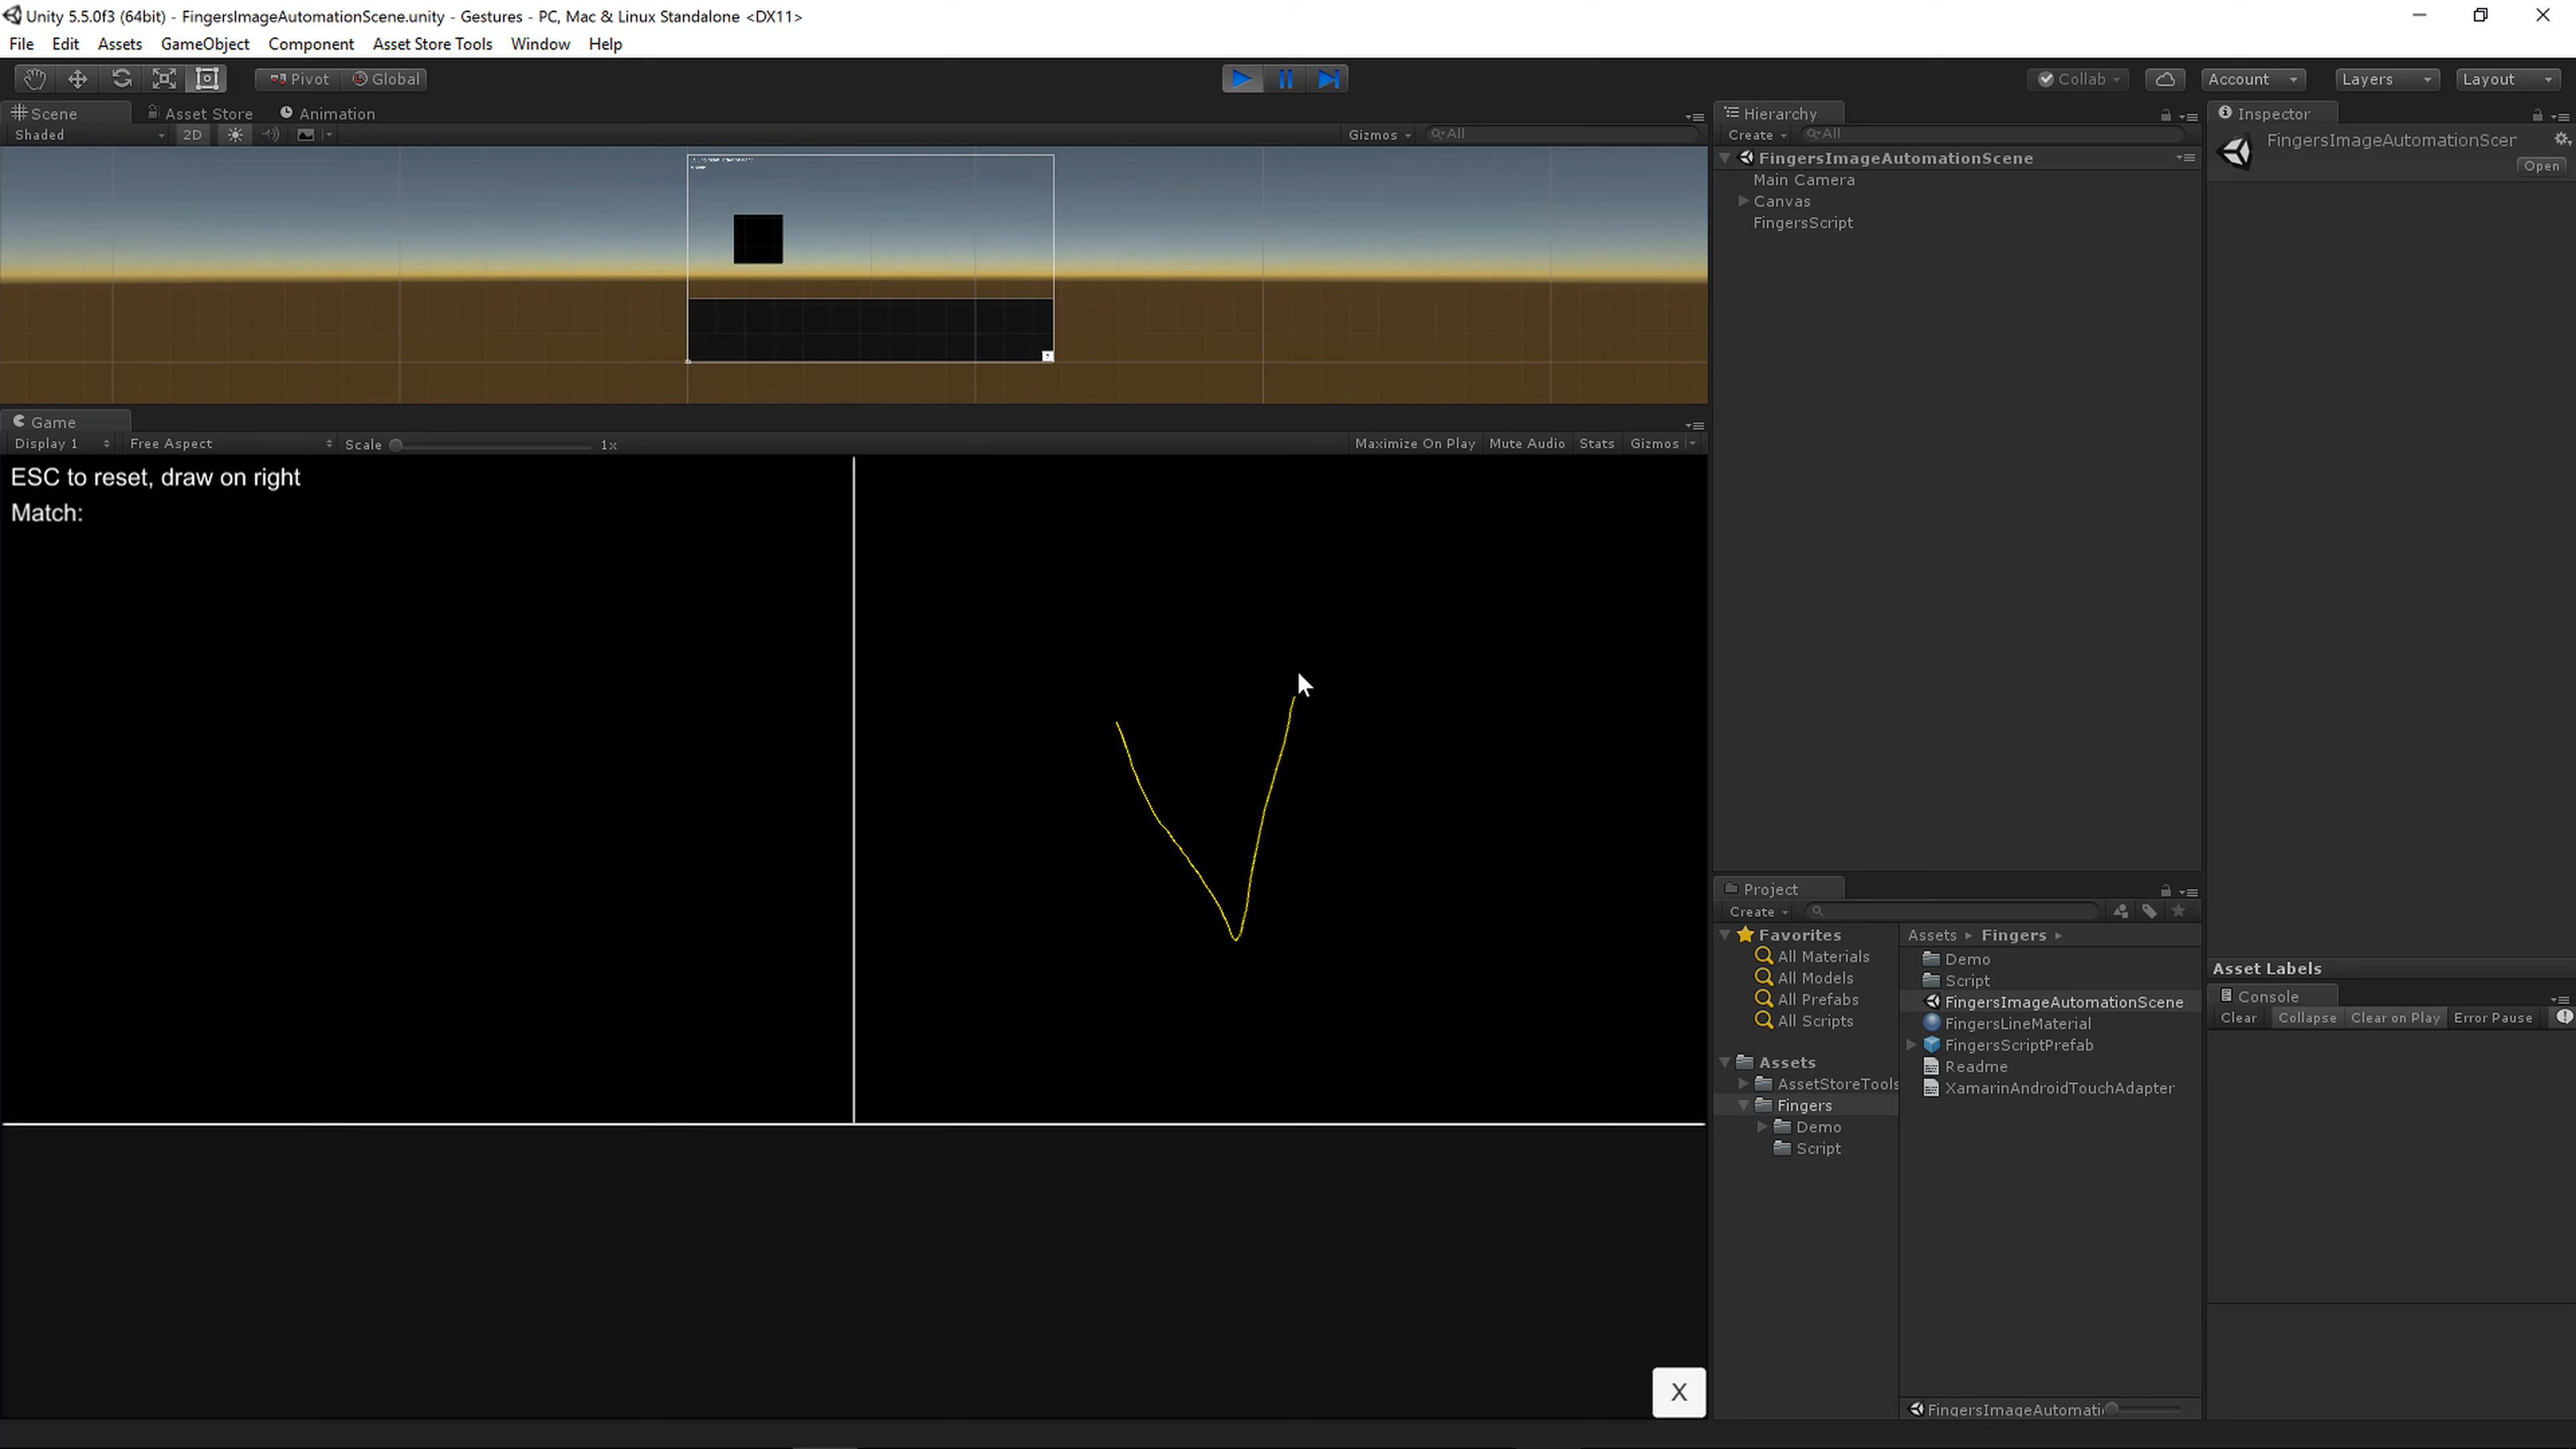 Unity 5.5.0f3 (64bit) - FingersImageAutomationScene.unity - Gestures - PC, Mac & Linux Standalone <DX11>
File Edit Assets GameObject Component Asset Store Tools Window Help
Pivot Global Collab Account Layers Layout
Scene Asset Store Animation
Shaded 2D Gizmos All
Game
Display 1 Free Aspect Scale 1x Maximize On Play Mute Audio Stats Gizmos
ESC to reset, draw on right
Match:
X
Hierarchy
Create All
FingersImageAutomationScene
Main Camera
Canvas
FingersScript
Project
Create
Favorites
All Materials
All Models
All Prefabs
All Scripts
Assets
AssetStoreTools
Fingers
Demo
Script
Assets Fingers
Demo
Script
FingersImageAutomationScene
FingersLineMaterial
FingersScriptPrefab
Readme
XamarinAndroidTouchAdapter
FingersImageAutomati
Inspector
FingersImageAutomationScer
Open
Asset Labels
Console
Clear Collapse Clear on Play Error Pause